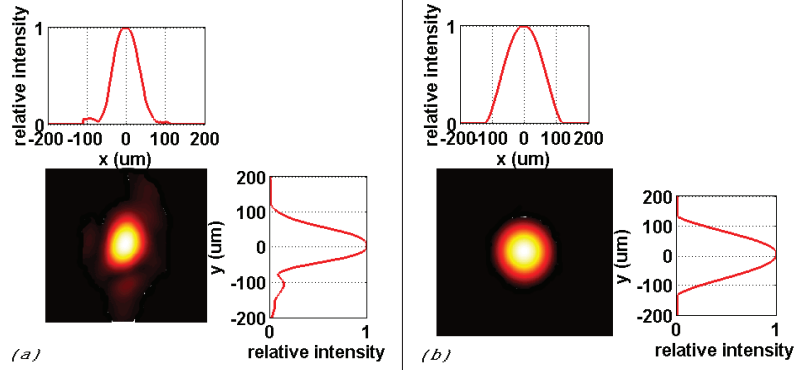 relative intensity
1
0
-200 -100 0 100 200
x (um)
y (um)
200
100
0
-100
-200
0 1
relative intensity
(a)
relative intensity
1
0
-200 -100 0 100 200
x (um)
y (um)
200
100
0
-100
-200
0 1
relative intensity
(b)